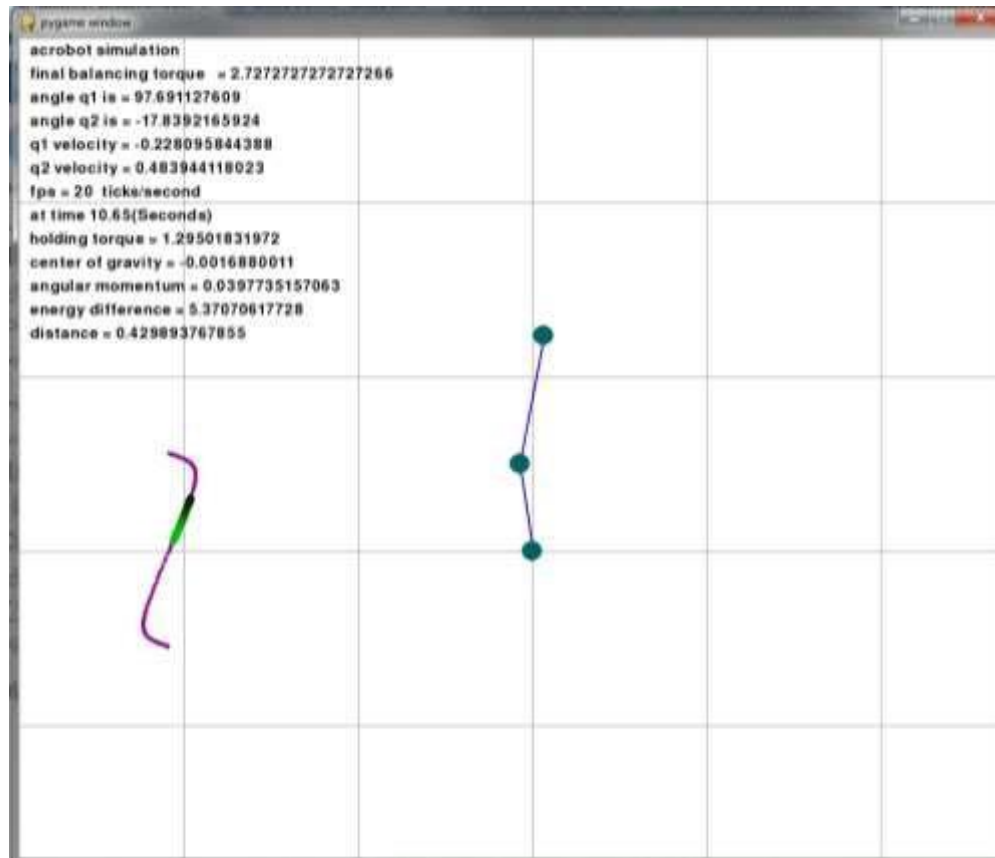 pygame window
acrobot simulation
final balancing torque = 2.7272727272727266
angle q1 is = 97.691127609
angle q2 is = -17.8392165924
q1 velocity = -0.228095844388
q2 velocity = 0.483944118023
fps = 20 ticks/second
at time 10.65(Seconds)
holding torque = 1.29501831972
center of gravity = -0.0016880011
angular momentum = 0.0397735157063
energy difference = 5.37070617728
distance = 0.429893767855